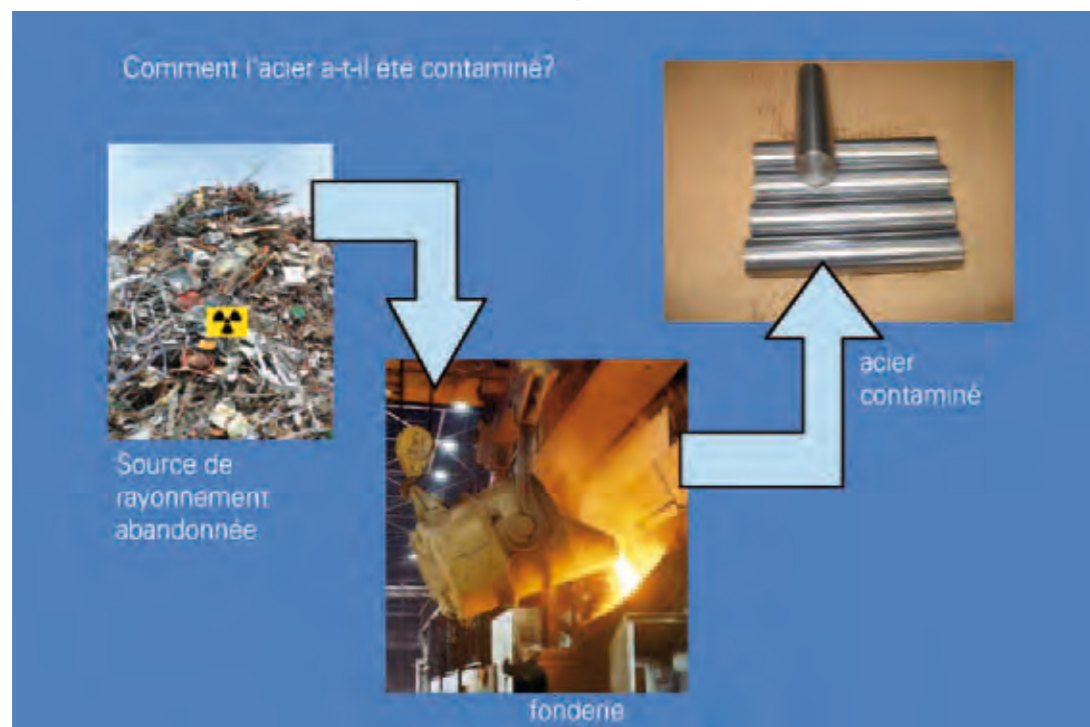 Comment l'acier a-t-il été contaminé?
Source de
rayonnement
abandonnée
fonderie
acier
contaminé